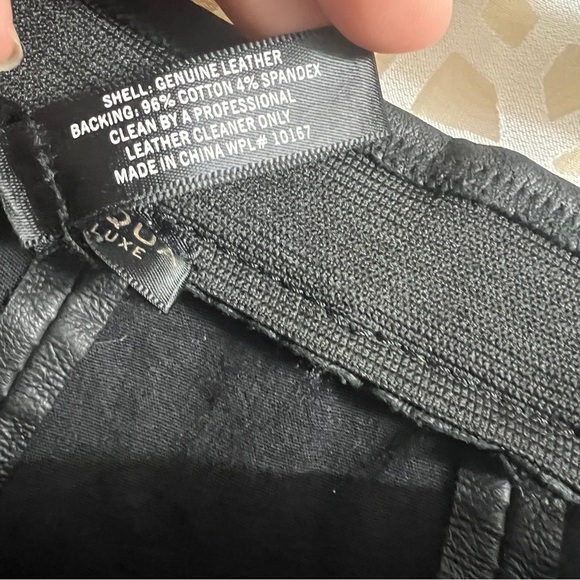 SHELL: GENUINE LEATHER
BACKING: 96% COTTON 4% SPANDEX
CLEAN BY A PROFESSIONAL
LEATHER CLEANER ONLY
MADE IN CHINA WPL# 10167
LUXE